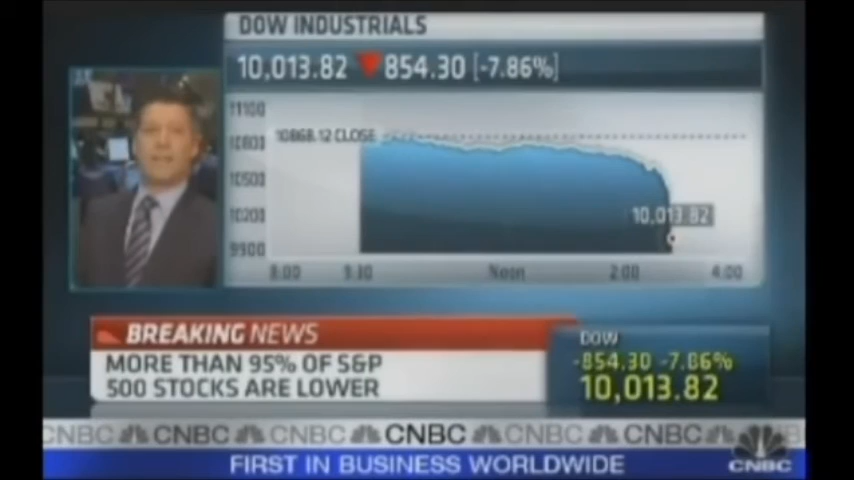 DOW INDUSTRIALS
10,013.82 ▼ 854.30 [-7.86%]
11100
10868.12 CLOSE
10800
10500
10200
10,013.82
9900
8:00 9:30 Noon 2:00 4:00
BREAKING NEWS
MORE THAN 95% OF S&P
500 STOCKS ARE LOWER
DOW
-854.30 -7.86%
10,013.82
CNBC CNBC CNBC CNBC CNBC CNBC
FIRST IN BUSINESS WORLDWIDE
CNBC